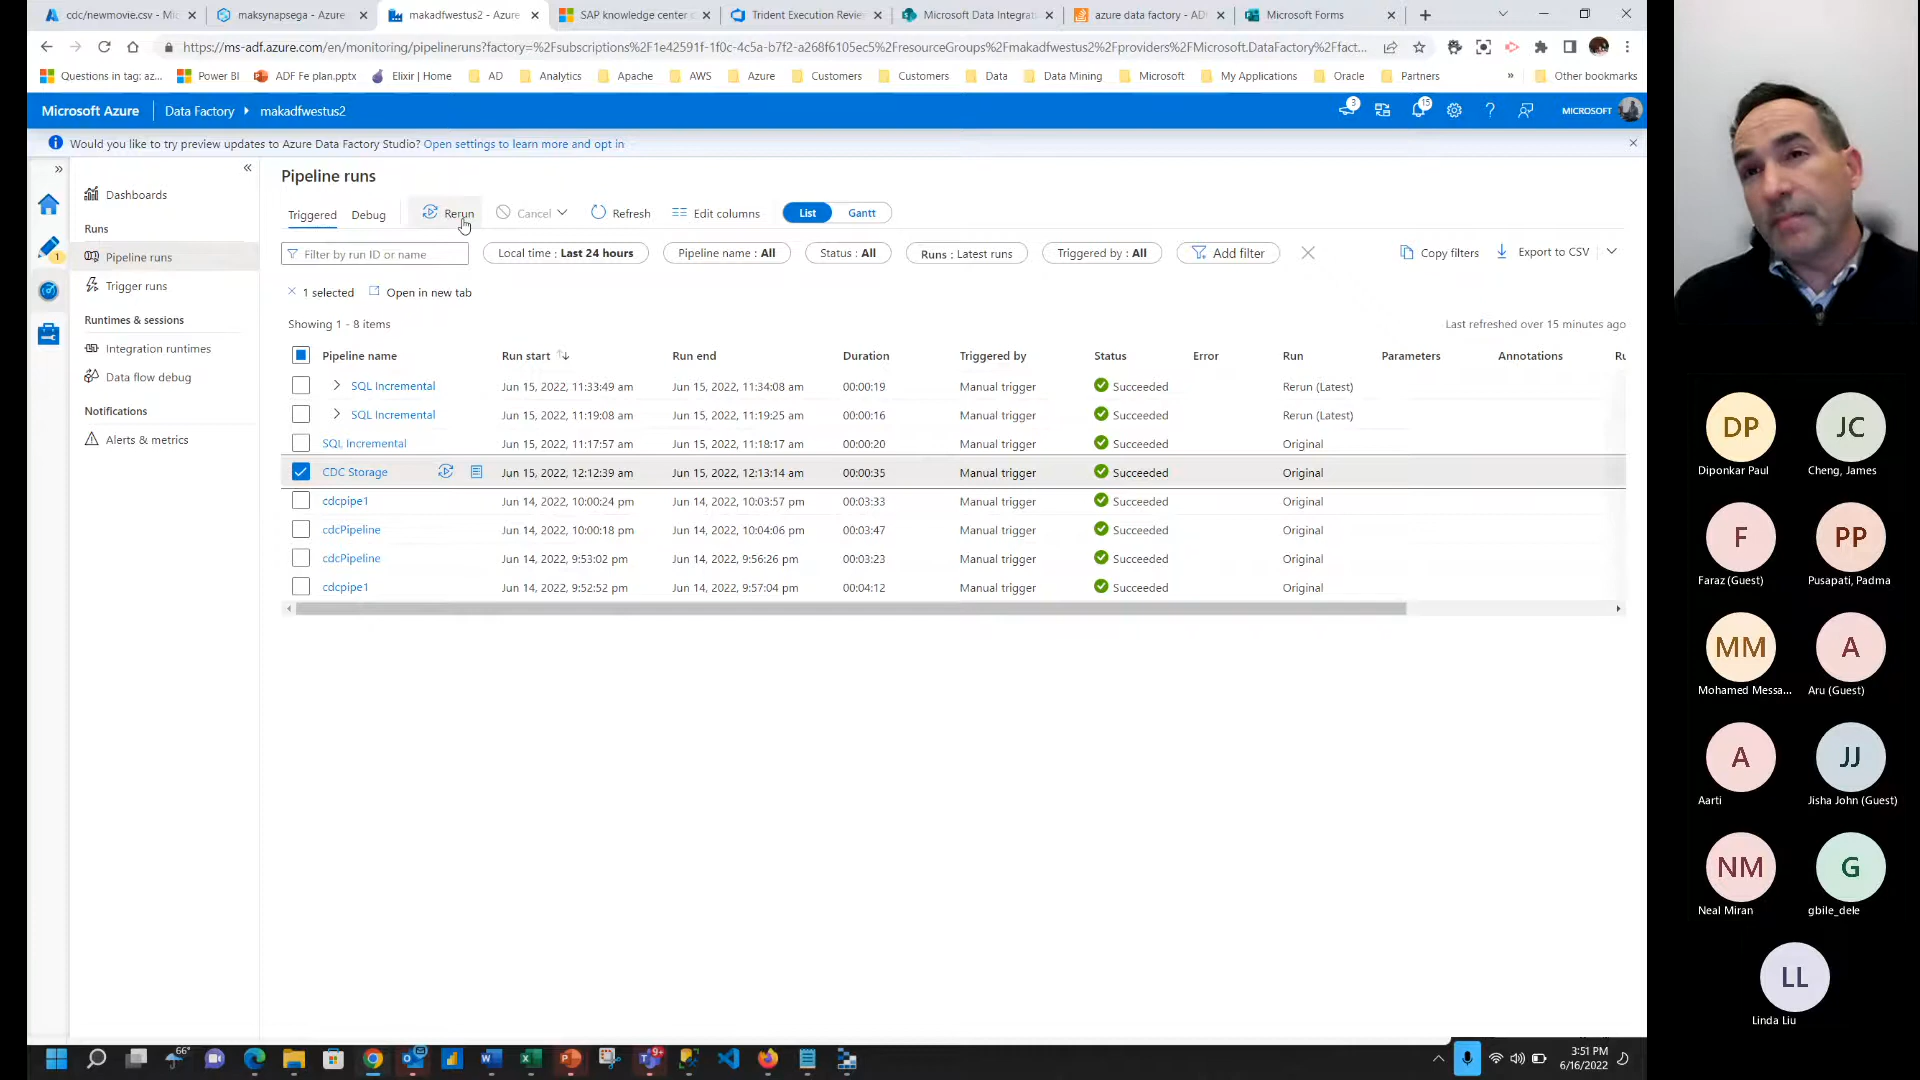 cdc/newmovie.csv - Mi
maksynapsega - Azure
makadfwestus2 - Azure
SAP knowledge center
Trident Execution Revie
Microsoft Data Integrat
azure data factory - AD
Microsoft Forms
https://ms-adf.azure.com/en/monitoring/pipelineruns?factory=%2Fsubscriptions%2F1e42591f-1f0c-4c5a-b7f2-a268f6105ec5%2FresourceGroups%2Fmakadfwestus2%2Fproviders%2FMicrosoft.DataFactory%2Ffact...
Questions in tag: az...
Power BI
ADF Fe plan.pptx
Elixir | Home
AD
Analytics
Apache
AWS
Azure
Customers
Customers
Data
Data Mining
Microsoft
My Applications
Oracle
Partners
»
Other bookmarks
Microsoft Azure
Data Factory
makadfwestus2
3
15
MICROSOFT
Would you like to try preview updates to Azure Data Factory Studio? Open settings to learn more and opt in
1
Dashboards
Runs
Pipeline runs
Trigger runs
Runtimes & sessions
Integration runtimes
Data flow debug
Notifications
Alerts & metrics
Pipeline runs
Triggered
Debug
Rerun
Cancel
Refresh
Edit columns
List
Gantt
Filter by run ID or name
Local time : Last 24 hours
Pipeline name : All
Status : All
Runs : Latest runs
Triggered by : All
Add filter
Copy filters
Export to CSV
1 selected
Open in new tab
Showing 1 - 8 items
Last refreshed over 15 minutes ago
Pipeline name Run start Run end Duration Triggered by Status Error Run Parameters Annotations Ru
SQL Incremental Jun 15, 2022, 11:33:49 am Jun 15, 2022, 11:34:08 am 00:00:19 Manual trigger Succeeded Rerun (Latest)
SQL Incremental Jun 15, 2022, 11:19:08 am Jun 15, 2022, 11:19:25 am 00:00:16 Manual trigger Succeeded Rerun (Latest)
SQL Incremental Jun 15, 2022, 11:17:57 am Jun 15, 2022, 11:18:17 am 00:00:20 Manual trigger Succeeded Original
CDC Storage Jun 15, 2022, 12:12:39 am Jun 15, 2022, 12:13:14 am 00:00:35 Manual trigger Succeeded Original
cdcpipe1 Jun 14, 2022, 10:00:24 pm Jun 14, 2022, 10:03:57 pm 00:03:33 Manual trigger Succeeded Original
cdcPipeline Jun 14, 2022, 10:00:18 pm Jun 14, 2022, 10:04:06 pm 00:03:47 Manual trigger Succeeded Original
cdcPipeline Jun 14, 2022, 9:53:02 pm Jun 14, 2022, 9:56:26 pm 00:03:23 Manual trigger Succeeded Original
cdcpipe1 Jun 14, 2022, 9:52:52 pm Jun 14, 2022, 9:57:04 pm 00:04:12 Manual trigger Succeeded Original
DP
Diponkar Paul
JC
Cheng, James
F
Faraz (Guest)
PP
Pusapati, Padma
MM
Mohamed Messa...
A
Aru (Guest)
A
Aarti
JJ
Jisha John (Guest)
NM
Neal Miran
G
gbile_dele
LL
Linda Liu
66°
9+
3:51 PM
6/16/2022